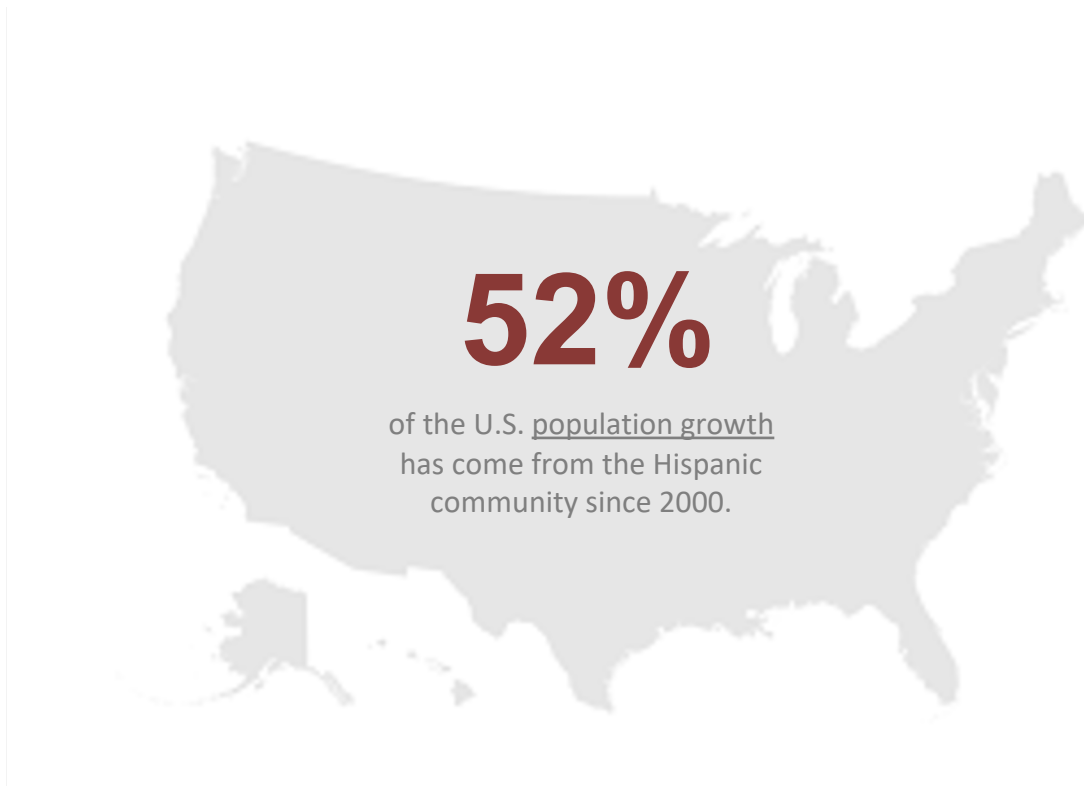 52%
of the U.S. population growth
has come from the Hispanic
community since 2000.